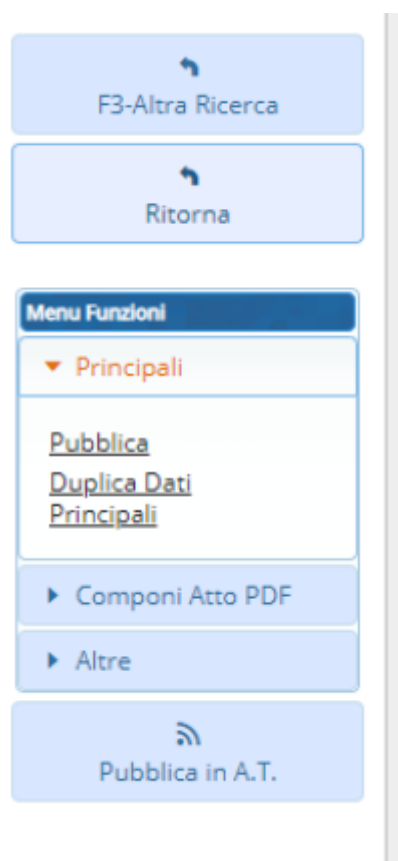 F3-Altra Ricerca
Ritorna
Menu Funzioni
Principali
Pubblica
Duplica Dati
Principali
Componi Atto PDF
Altre
Pubblica in A.T.